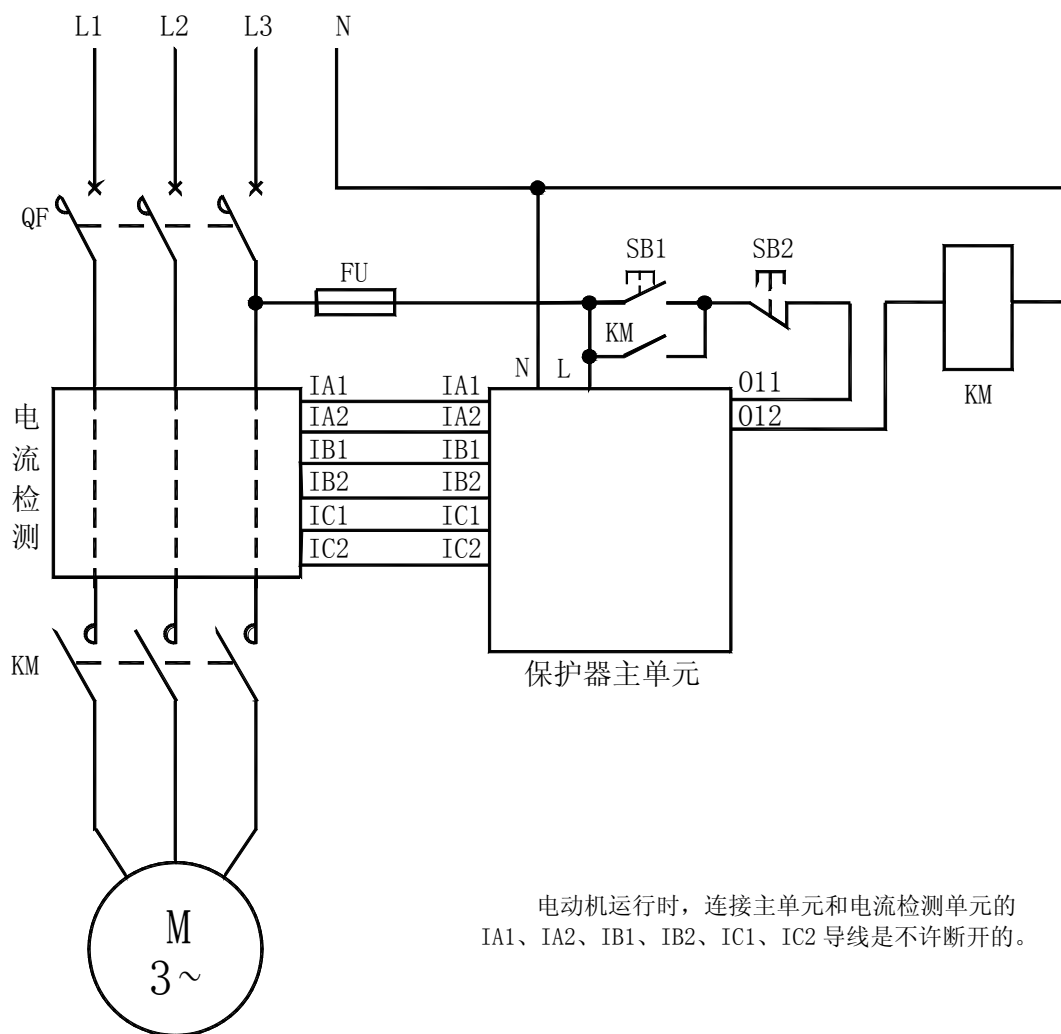 L1 L2 L3 N
QF
FU
SB1 SB2
KM
N L
KM
O11
O12
IA1 IA1
IA2 IA2
IB1 IB1
IB2 IB2
IC1 IC1
IC2 IC2
电流检测
KM
保护器主单元
M
3~
电动机运行时，连接主单元和电流检测单元的
IA1、IA2、IB1、IB2、IC1、IC2 导线是不许断开的。